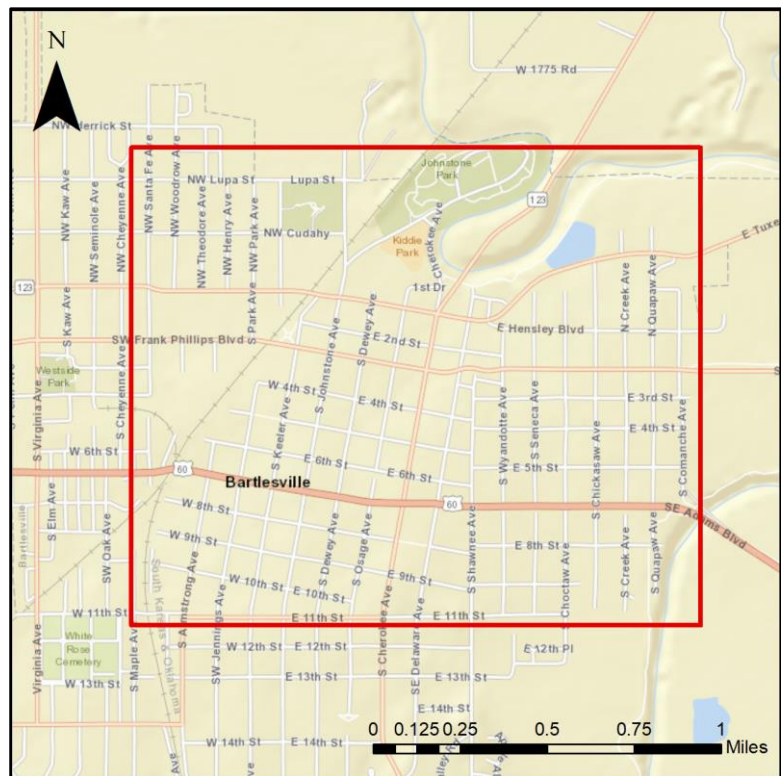 N
W 1775 Rd
NW Herrick St
Johnstone
Park
NW Lupa St
Lupa St
123
NW Kaw Ave
NW Seminole Ave
NW Cheyenne Ave
NW Santa Fe Ave
NW Woodrow Ave
NW Theodore Ave
NW Henry Ave
NW Park Ave
NW Cudahy
Kiddie
Park
Cherokee Ave
E Tuxe
123
1st Dr
S Kaw Ave
SW Frank Phillips Blvd
S Park Ave
S Johnstone Ave
S Dewey Ave
E 2nd St
E Hensley Blvd
N Creek Ave
N Quapaw Ave
Westside
Park
S Virginia Ave
S Cheyenne Ave
W 4th St
E 4th St
E 3rd St
E 4th St
S Keeler Ave
S Wyandotte Ave
S Seneca Ave
S Chickasaw Ave
S Comanche Ave
W 6th St
60
E 6th St
E 6th St
E 5th St
Bartlesville
60
SE Adams Blvd
S Elm Ave
SW Oak Ave
Bartlesville
W 8th St
W 9th St
W 10th St
E 10th St
E 9th St
E 8th St
S Dewey Ave
S Osage Ave
S Shawnee Ave
S Choctaw Ave
S Creek Ave
S Quapaw Ave
South Kansas & Oklahoma
S Armstrong Ave
SW Jennings Ave
W 11th St
E 11th St
E 11th St
White
Rose
Cemetery
Virginia Ave
S Maple Ave
W 12th St
E 12th St
S Cherokee Ave
SE Delaware Ave
E 12th Pl
W 13th St
E 13th St
E 13th St
E 14th St
W 14th St
E 14th St
Ave
0 0.125 0.25 0.5 0.75 1
Miles